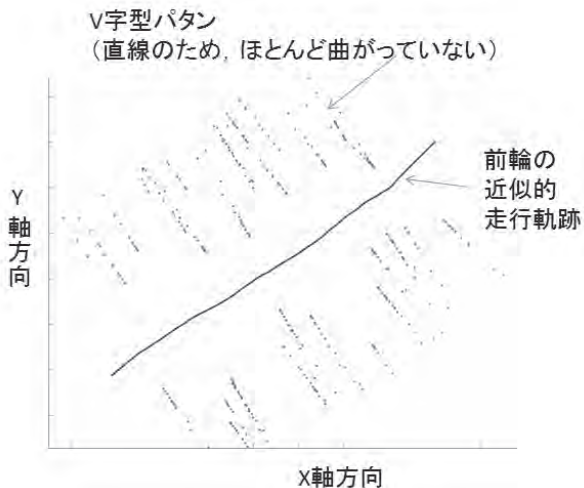 V字型パタン
（直線のため，ほとんど曲がっていない）
前輪の
近似的
走行軌跡
Y
軸
方
向
X軸方向